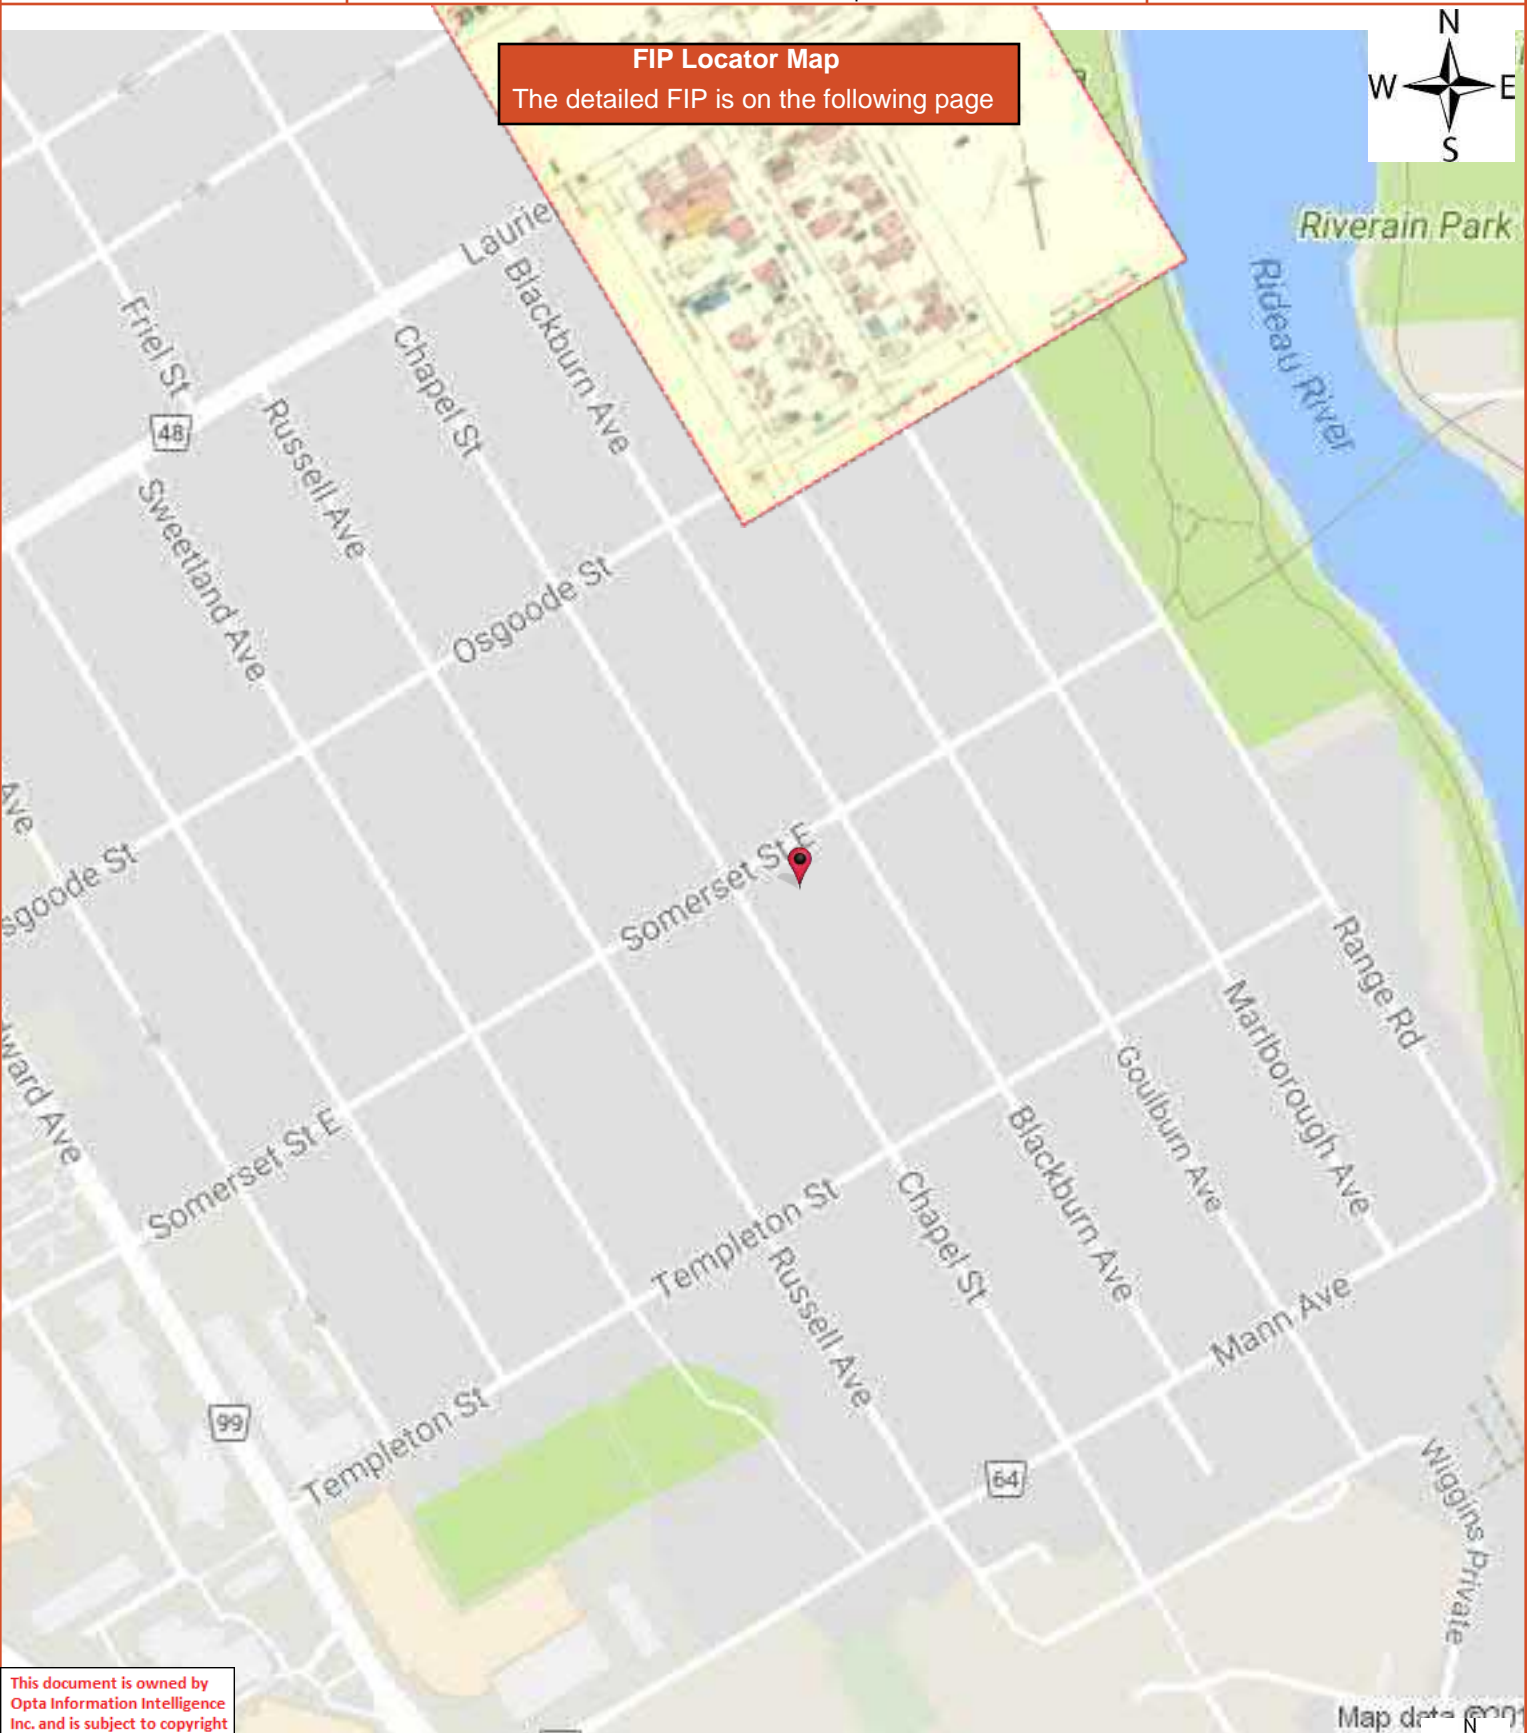 FIP Locator Map
The detailed FIP is on the following page
N
W
E
S
Riverain Park
Rideau River
Laurie
Friel St
Blackburn Ave
Chapel St
48
Russell Ave
Sweetland Ave
Osgoode St
Ave
sgoode St
Somerset St E
Range Rd
Marlborough Ave
ward Ave
Goulburn Ave
Blackburn Ave
Somerset St E
Chapel St
Templeton St
Russell Ave
Mann Ave
99
Templeton St
64
Wiggins Private
This document is owned by
Opta Information Intelligence
Inc. and is subject to copyright
Map data ©201
N